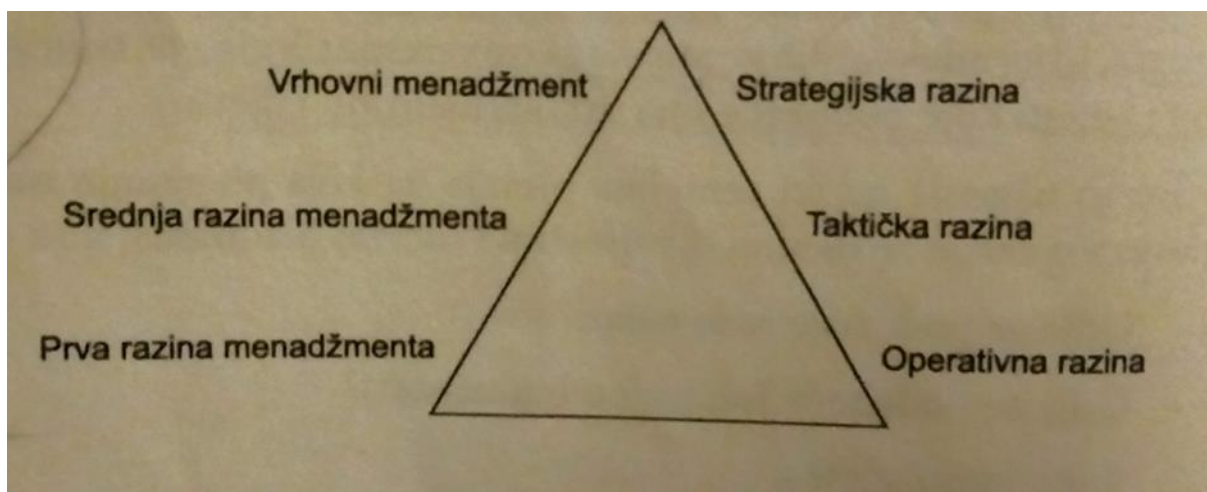 Vrhovni menadžment
Strategijska razina
Srednja razina menadžmenta
Taktička razina
Prva razina menadžmenta
Operativna razina